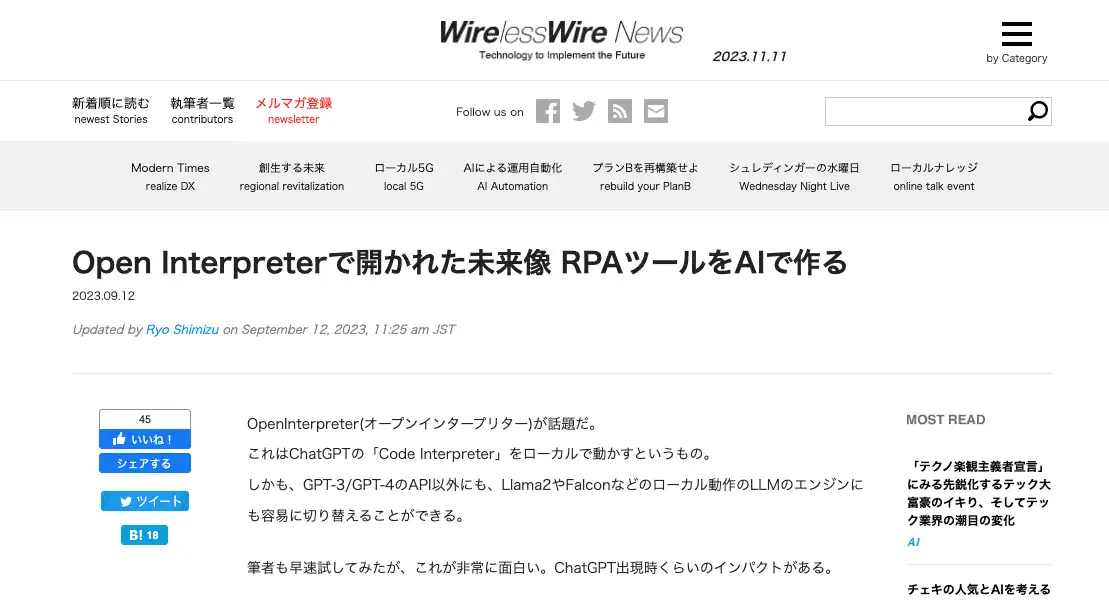 WirelessWire News
Technology to Implement the Future
2023.11.11
by Category
新着順に読む
newest Stories
執筆者一覧
contributors
メルマガ登録
newsletter
Follow us on
Modern Times
realize DX
創生する未来
regional revitalization
ローカル5G
local 5G
AIによる運用自動化
AI Automation
プランBを再構築せよ
rebuild your PlanB
シュレディンガーの水曜日
Wednesday Night Live
ローカルナレッジ
online talk event
Open Interpreterで開かれた未来像 RPAツールをAIで作る
2023.09.12
Updated by Ryo Shimizu on September 12, 2023, 11:25 am JST
45
いいね！
シェアする
ツイート
B! 18
OpenInterpreter(オープンインタープリター)が話題だ。
これはChatGPTの「Code Interpreter」をローカルで動かすというもの。
しかも、GPT-3/GPT-4のAPI以外にも、Llama2やFalconなどのローカル動作のLLMのエンジンに
も容易に切り替えることができる。
筆者も早速試してみたが、これが非常に面白い。ChatGPT出現時くらいのインパクトがある。
MOST READ
「テクノ楽観主義者宣言」
にみる先鋭化するテック大
富豪のイキり、そしてテッ
ク業界の潮目の変化
AI
チェキの人気とAIを考える